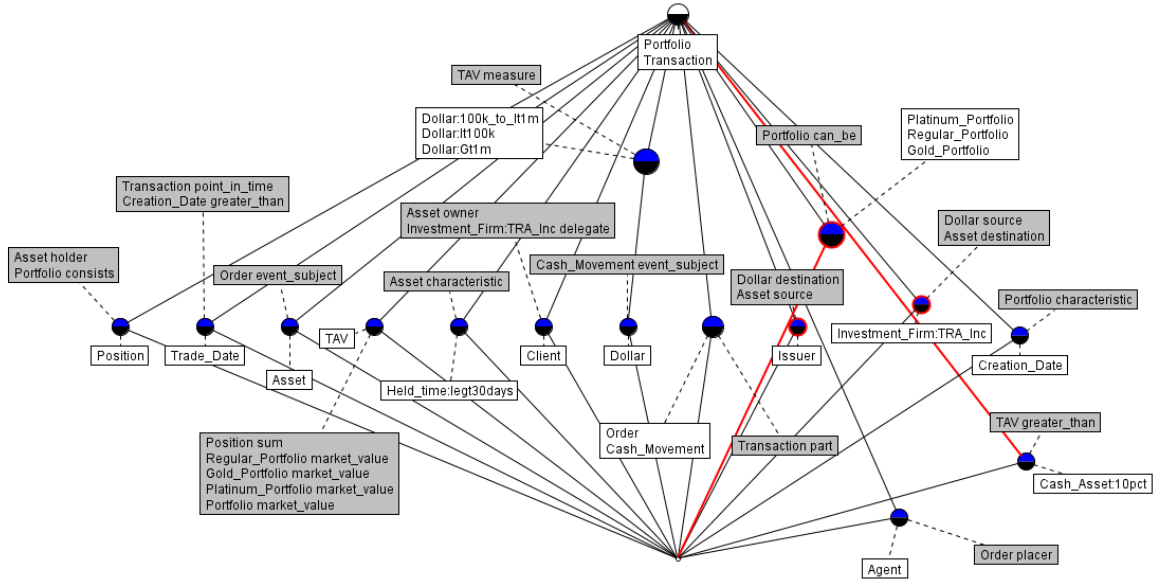 Portfolio
Transaction
TAV measure
Dollar:100k_to_lt1m
Dollar:lt100k
Dollar:Gt1m
Platinum_Portfolio
Regular_Portfolio
Gold_Portfolio
Portfolio can_be
Transaction point_in_time
Creation_Date greater_than
Asset owner
Investment_Firm:TRA_Inc delegate
Dollar source
Asset destination
Asset holder
Portfolio consists
Order event_subject
Asset characteristic
Cash_Movement event_subject
Dollar destination
Asset source
Portfolio characteristic
Position
Trade_Date
Asset
TAV
Held_time:legt30days
Client
Dollar
Issuer
Investment_Firm:TRA_Inc
Creation_Date
Position sum
Regular_Portfolio market_value
Gold_Portfolio market_value
Platinum_Portfolio market_value
Portfolio market_value
Order
Cash_Movement
Transaction part
TAV greater_than
Cash_Asset:10pct
Order placer
Agent